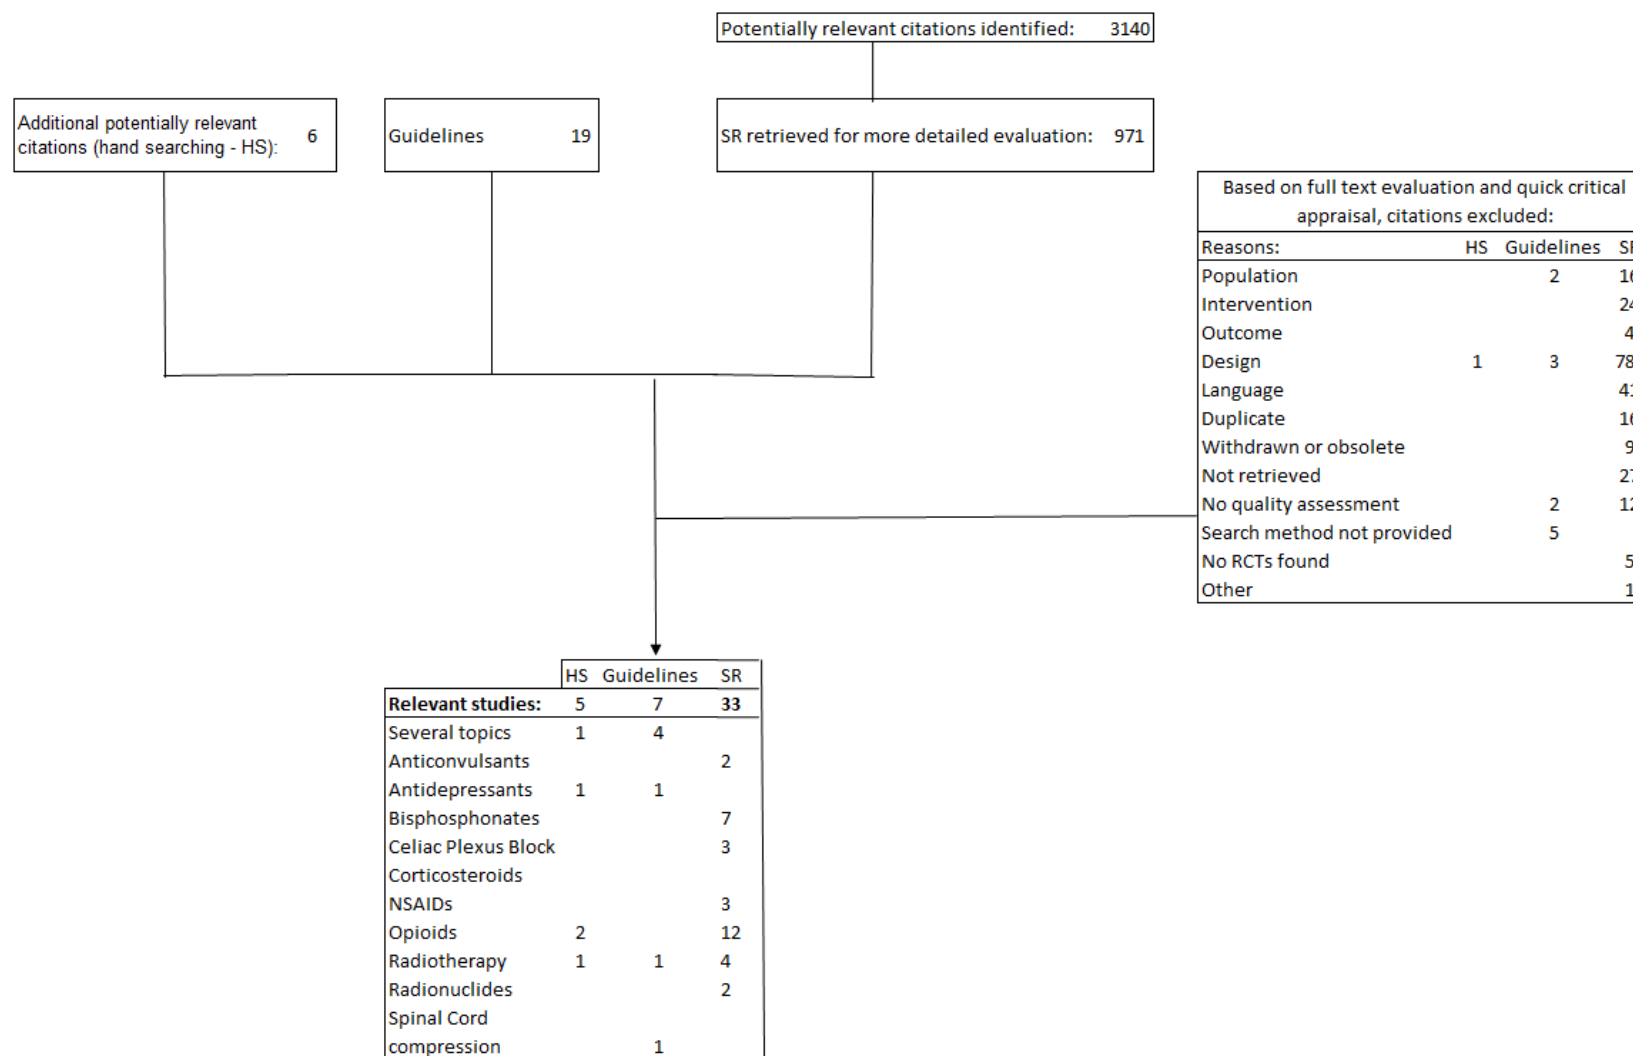 Potentially relevant citations identified: 3140
Additional potentially relevant
citations (hand searching - HS): 6
Guidelines 19
SR retrieved for more detailed evaluation: 971
Based on full text evaluation and quick critical
appraisal, citations excluded:
Reasons: HS Guidelines
Population 2
Intervention
Outcome 4
Design 1 3
Language
Duplicate
Withdrawn or obsolete 9
Not retrieved
No quality assessment 2
Search method not provided 5
No RCTs found 5
Other 1
HS Guidelines SR
Relevant studies: 5 7 33
Several topics 1 4
Anticonvulsants 2
Antidepressants 1 1
Bisphosphonates 7
Celiac Plexus Block 3
Corticosteroids
NSAIDs 3
Opioids 2 12
Radiotherapy 1 1 4
Radionuclides 2
Spinal Cord
compression 1